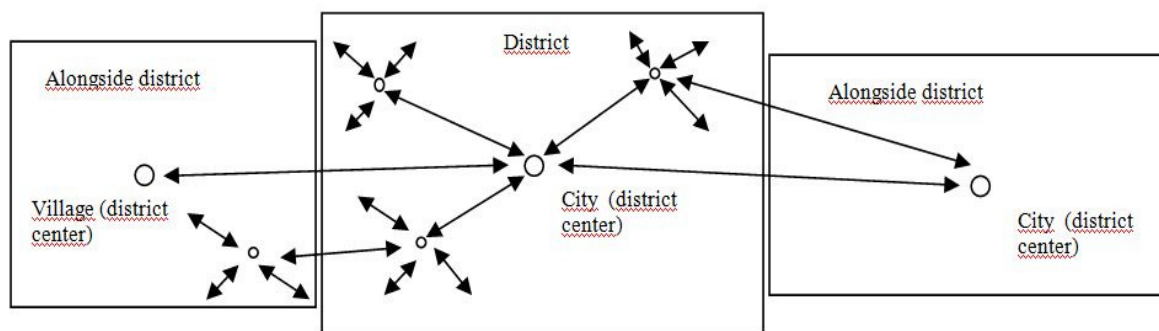 Alongside district
Village (district
center)
District
City (district
center)
Alongside district
City (district
center)